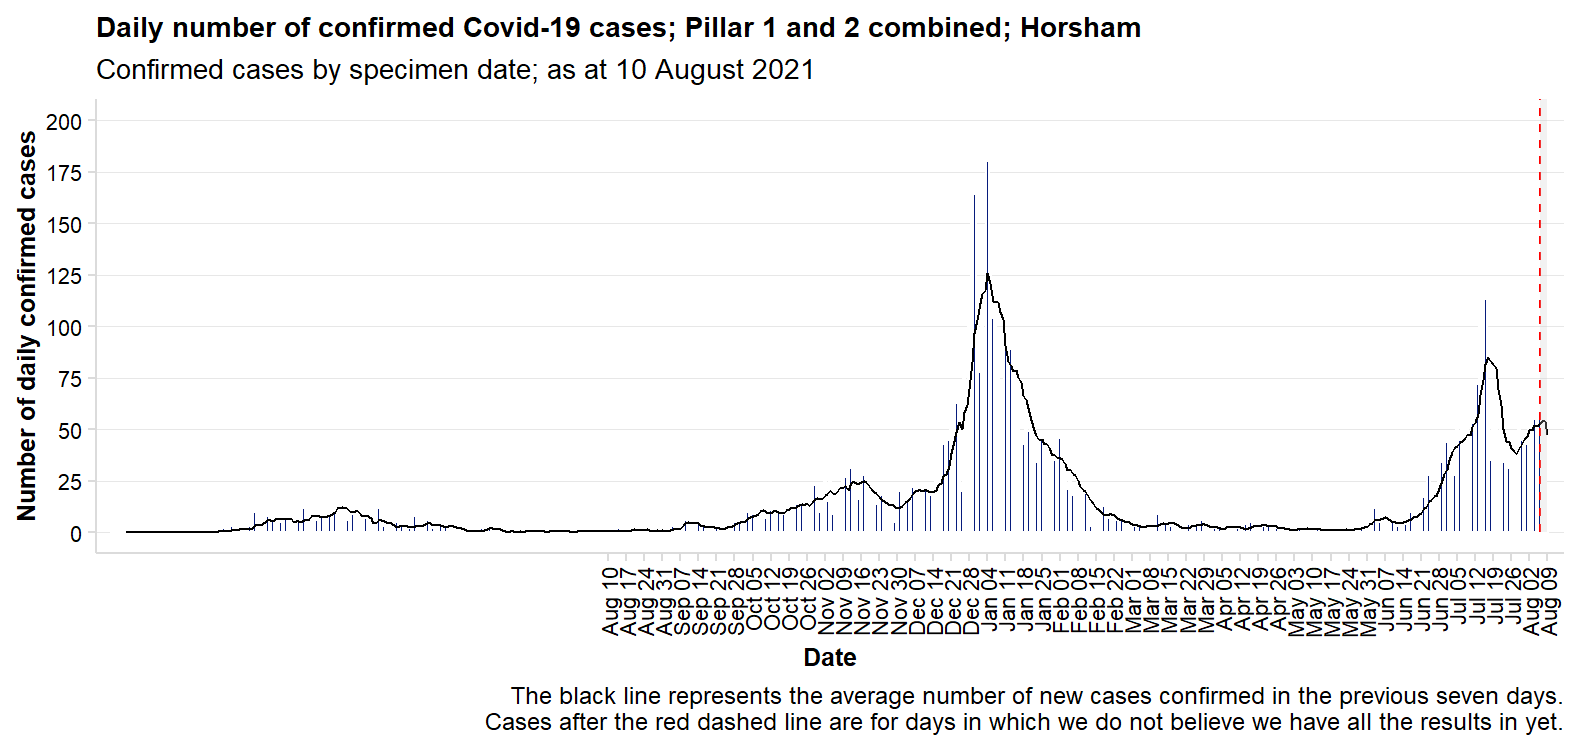 Daily number of confirmed Covid-19 cases; Pillar 1 and 2 combined; Horsham
Confirmed cases by specimen date; as at 10 August 2021
Number of daily confirmed cases
200
175
150
125
100
75
50
25
0
Aug 10
Aug 17
Aug 24
Aug 31
Sep 07
Sep 14
Sep 21
Sep 28
Oct 05
Oct 12
Oct 19
Oct 26
Nov 02
Nov 09
Nov 16
Nov 23
Nov 30
Dec 07
Dec 14
Dec 21
Dec 28
Jan 04
Jan 11
Jan 18
Jan 25
Feb 01
Feb 08
Feb 15
Feb 22
Mar 01
Mar 08
Mar 15
Mar 22
Mar 29
Apr 05
Apr 12
Apr 19
Apr 26
May 03
May 10
May 17
May 24
May 31
Jun 07
Jun 14
Jun 21
Jun 28
Jul 05
Jul 12
Jul 19
Jul 26
Aug 02
Aug 09
Date
The black line represents the average number of new cases confirmed in the previous seven days.
Cases after the red dashed line are for days in which we do not believe we have all the results in yet.